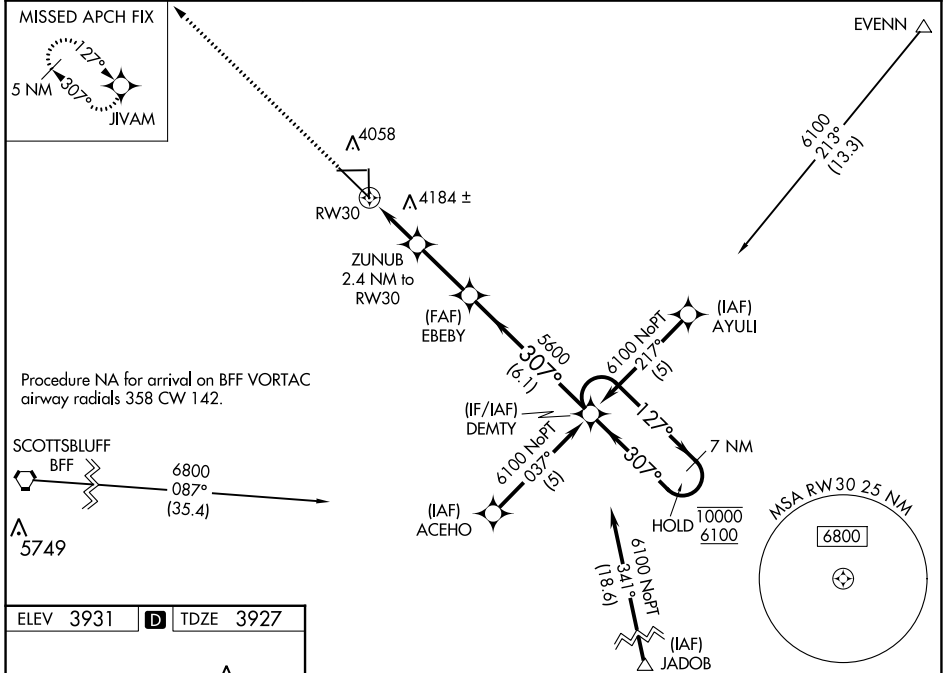 MISSED APCH FIX
127°
5 NM
307°
JIVAM
EVENN
6100
213°
(13.3)
4058
RW30
4184 ±
ZUNUB
2.4 NM to
RW30
(FAF)
EBEBY
5600
307°
(6.1)
(IAF)
AYULI
6100 NoPT
217°
(5)
Procedure NA for arrival on BFF VORTAC
airway radials 358 CW 142.
(IF/IAF)
DEMTY
127°
7 NM
307°
SCOTTSBLUFF
BFF
6800
087°
(35.4)
5749
6100 NoPT
037°
(5)
(IAF)
ACEHO
HOLD
10000
6100
MSA RW30 25 NM
6800
6100 NoPT
341°
(18.6)
(IAF)
JADOB
ELEV 3931 D TDZE 3927